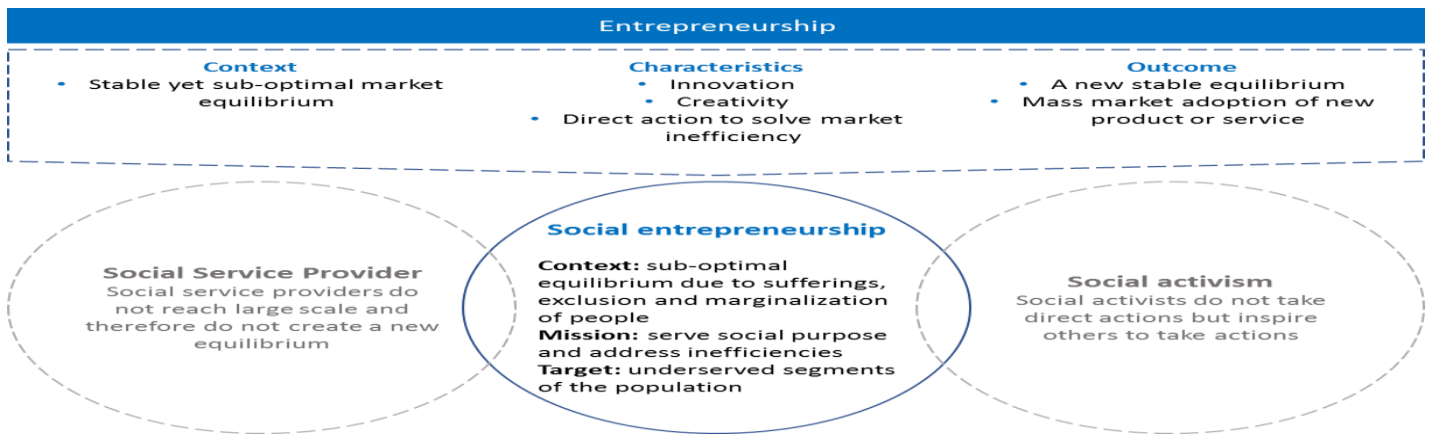 Entrepreneurship
Context
• Stable yet sub-optimal market
equilibrium
Characteristics
• Innovation
• Creativity
• Direct action to solve market
inefficiency
Outcome
• A new stable equilibrium
• Mass market adoption of new
product or service
Social Service Provider
Social service providers do
not reach large scale and
therefore do not create a new
equilibrium
Social entrepreneurship
Context: sub-optimal
equilibrium due to sufferings,
exclusion and marginalization
of people
Mission: serve social purpose
and address inefficiencies
Target: underserved segments
of the population
Social activism
Social activists do not take
direct actions but inspire
others to take actions